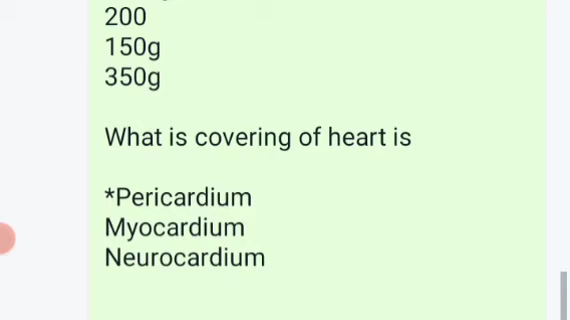 200
150g
350g
What is covering of heart is
*Pericardium
Myocardium
Neurocardium